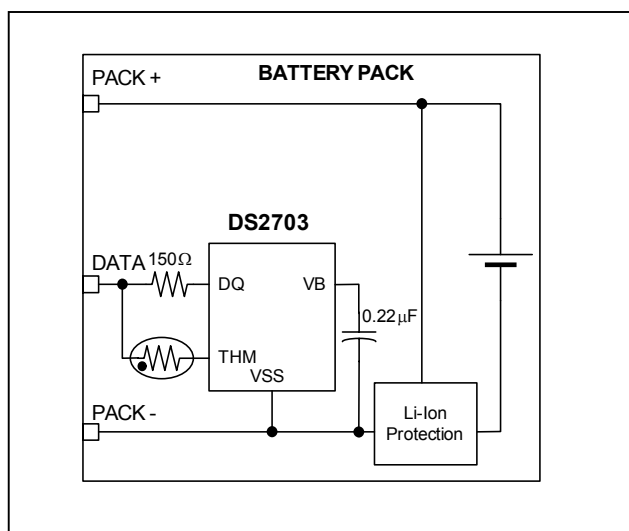 BATTERY PACK
PACK +
DS2703
DATA
150Ω
DQ
VB
0.22µF
THM
VSS
PACK -
Li-Ion
Protection